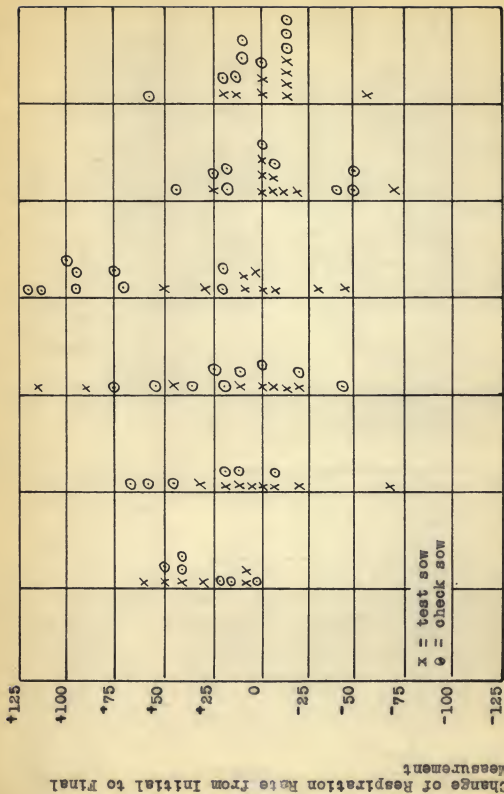 Change of Respiration Rate from Initial to Final
Measurement
+125
+100
+75
+50
+25
0
-25
-50
-75
-100
-125
x = test sow
⊙ = check sow